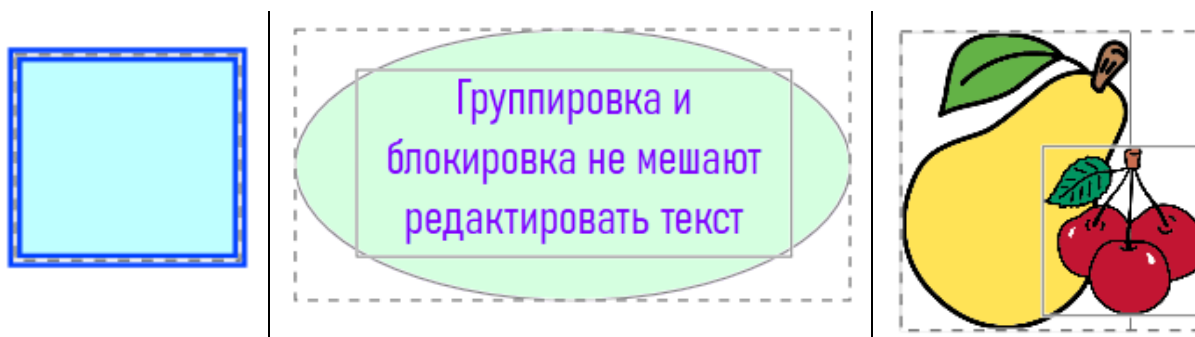 Группировка и
блокировка не мешают
редактировать текст